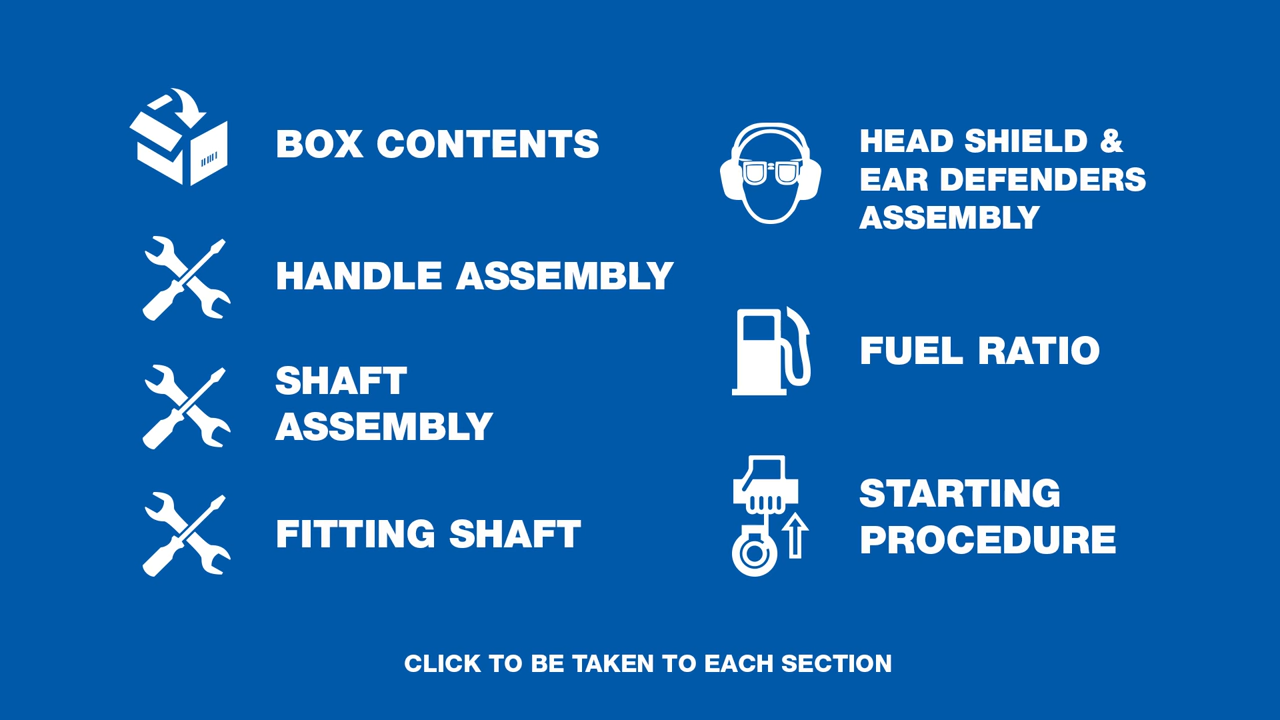 BOX CONTENTS
HANDLE ASSEMBLY
SHAFT
ASSEMBLY
FITTING SHAFT
HEAD SHIELD &
EAR DEFENDERS
ASSEMBLY
FUEL RATIO
STARTING
PROCEDURE
CLICK TO BE TAKEN TO EACH SECTION